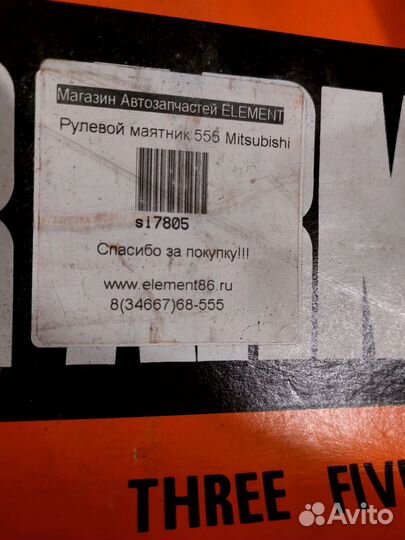 Магазин Автозапчастей ELEMENT
Рулевой маятник 555 Mitsubishi
si7805
Спасибо за покупку!!!
www.element86.ru
8(34667)68-555
THREE FIVE
Avito